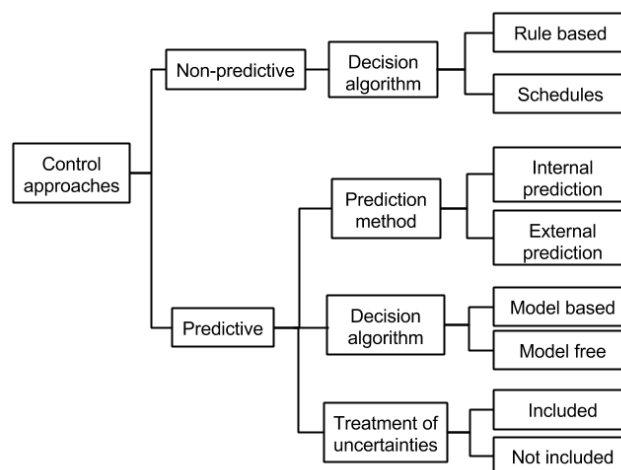 Rule based
Non-predictive
Decision
algorithm
Schedules
Control
approaches
Internal
prediction
Prediction
method
External
prediction
Predictive
Decision
algorithm
Model based
Model free
Treatment of
uncertainties
Included
Not included